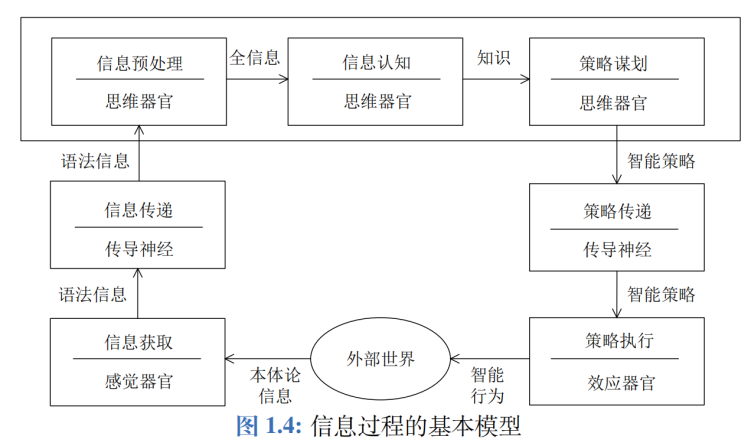 信息预处理
思维器官
全信息
信息认知
思维器官
知识
策略谋划
思维器官
语法信息
智能策略
信息传递
传导神经
策略传递
传导神经
语法信息
智能策略
信息获取
感觉器官
本体论
信息
外部世界
智能
行为
策略执行
效应器官
图 1.4: 信息过程的基本模型